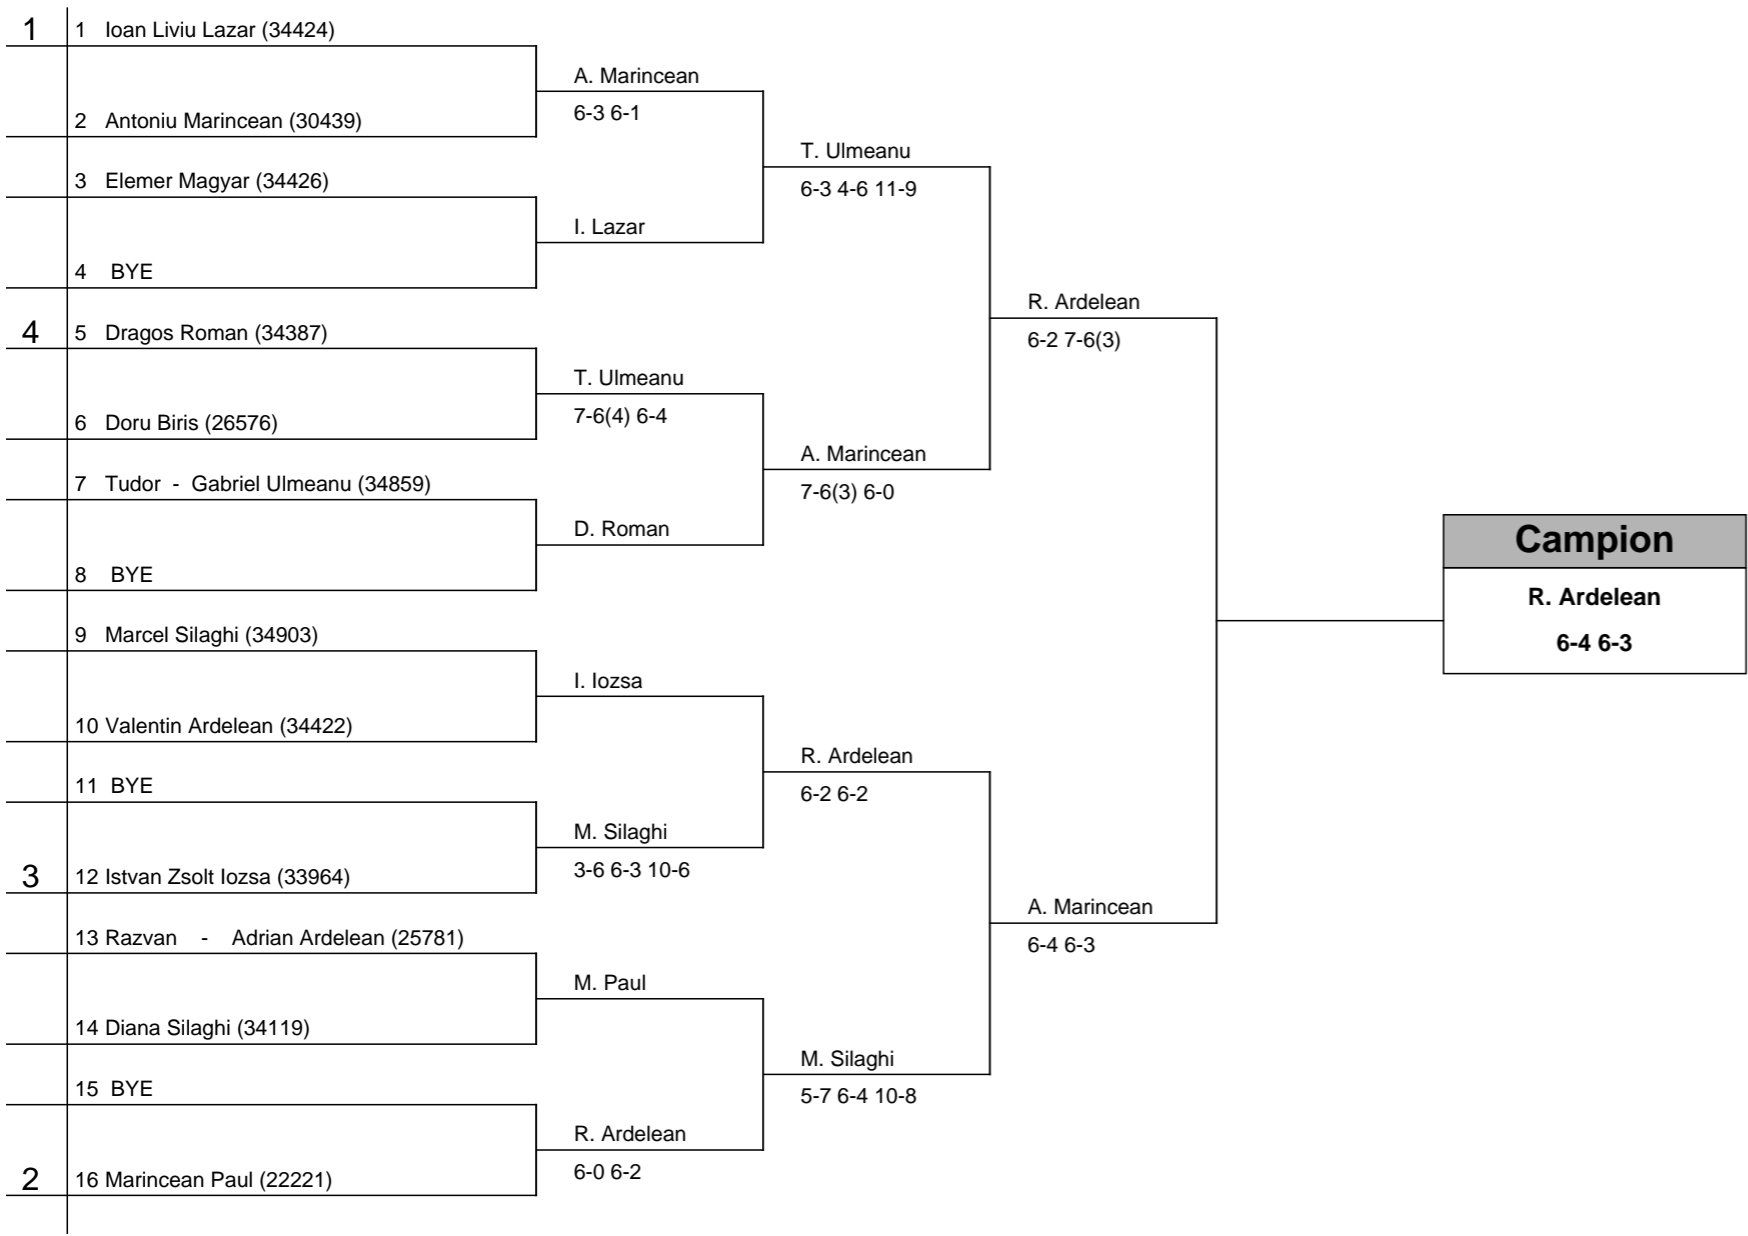 1 1 Ioan Liviu Lazar (34424)
A. Marincean
6-3 6-1
2 Antoniu Marincean (30439)
T. Ulmeanu
6-3 4-6 11-9
3 Elemer Magyar (34426)
I. Lazar
4 BYE
R. Ardelean
6-2 7-6(3)
4 5 Dragos Roman (34387)
T. Ulmeanu
7-6(4) 6-4
6 Doru Biris (26576)
A. Marincean
7-6(3) 6-0
7 Tudor - Gabriel Ulmeanu (34859)
D. Roman
8 BYE
Campion
R. Ardelean
6-4 6-3
9 Marcel Silaghi (34903)
I. Iozsa
10 Valentin Ardelean (34422)
R. Ardelean
6-2 6-2
11 BYE
M. Silaghi
3-6 6-3 10-6
3 12 Istvan Zsolt Iozsa (33964)
A. Marincean
6-4 6-3
13 Razvan - Adrian Ardelean (25781)
M. Paul
14 Diana Silaghi (34119)
M. Silaghi
5-7 6-4 10-8
15 BYE
R. Ardelean
6-0 6-2
2 16 Marincean Paul (22221)